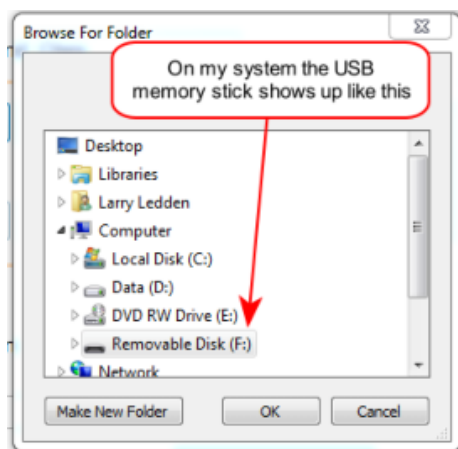 Browse For Folder
On my system the USB
memory stick shows up like this
Desktop
Libraries
Larry Ledden
Computer
Local Disk (C:)
Data (D:)
DVD RW Drive (E:)
Removable Disk (F:)
Network
Make New Folder
OK
Cancel